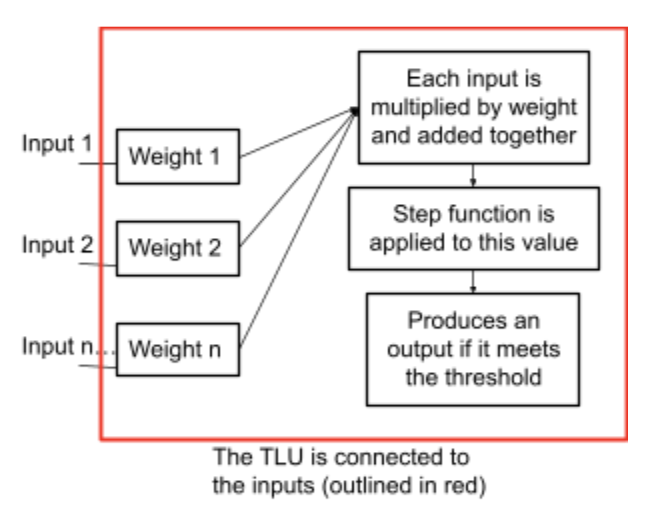 Each input is
multiplied by weight
and added together
Input 1
Weight 1
Step function is
applied to this value
Input 2
Weight 2
Produces an
output if it meets
the threshold
Input n...
Weight n
The TLU is connected to
the inputs (outlined in red)